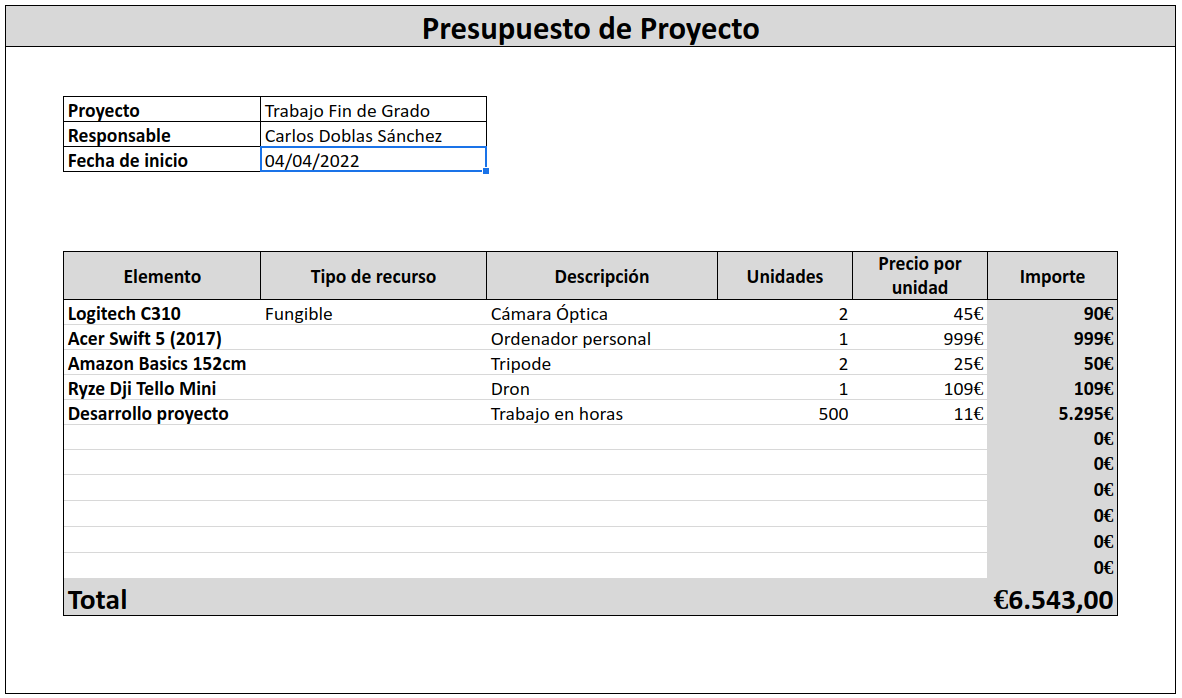 Presupuesto de Proyecto
Proyecto Trabajo Fin de Grado
Responsable Carlos Doblas Sánchez
Fecha de inicio 04/04/2022
Elemento Tipo de recurso Descripción Unidades Precio por unidad Importe
Logitech C310 Fungible Cámara Óptica 2 45€ 90€
Acer Swift 5 (2017) Ordenador personal 1 999€ 999€
Amazon Basics 152cm Tripode 2 25€ 50€
Ryze Dji Tello Mini Dron 1 109€ 109€
Desarrollo proyecto Trabajo en horas 500 11€ 5.295€
0€
0€
0€
0€
0€
0€
Total €6.543,00